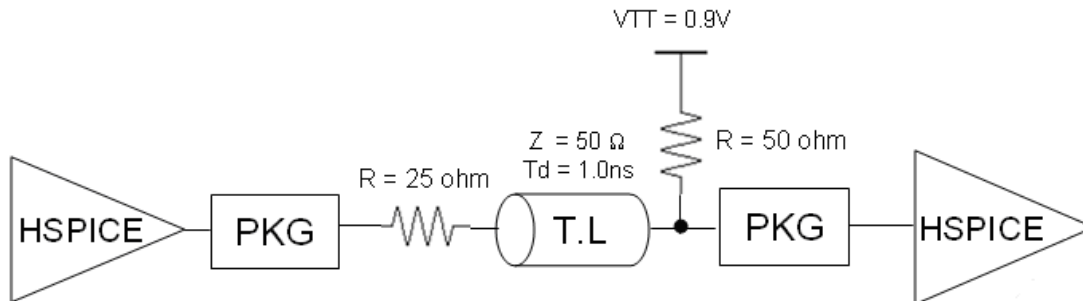 VTT = 0.9V
Z = 50 Ω
Td = 1.0ns
R = 50 ohm
R = 25 ohm
HSPICE
PKG
T.L
PKG
HSPICE